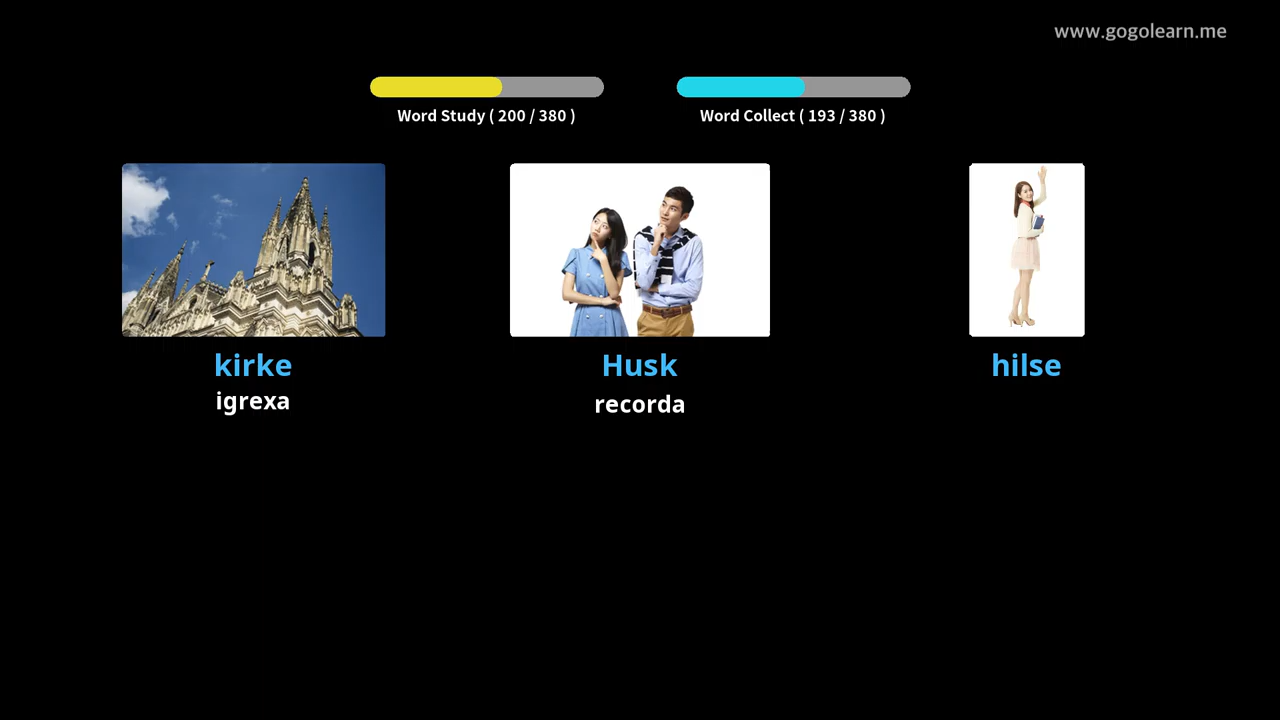 www.gogolearn.me
Word Study ( 200 / 380 )
Word Collect ( 193 / 380 )
kirke
igrexa
Husk
recorda
hilse